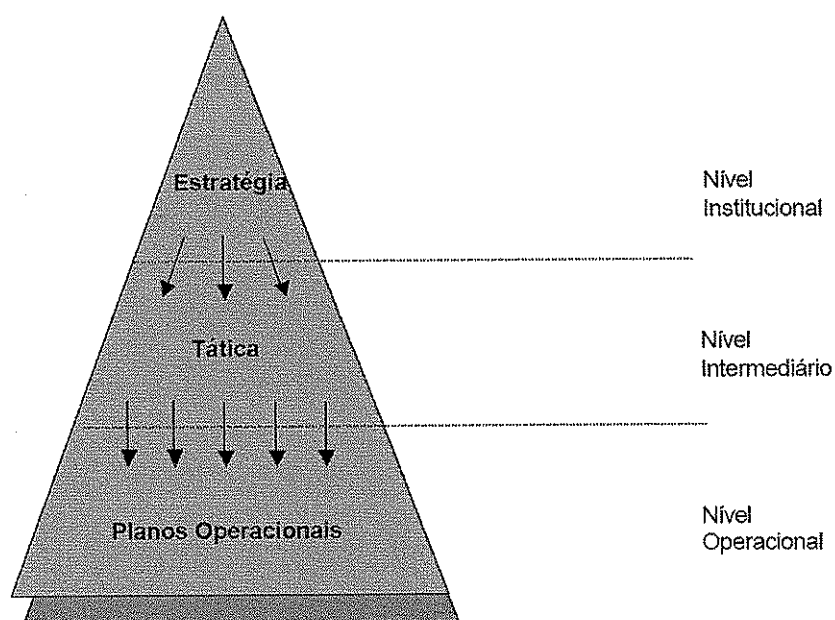 Estratégia
Nível
Institucional
Tática
Nível
Intermediário
Planos Operacionais
Nível
Operacional